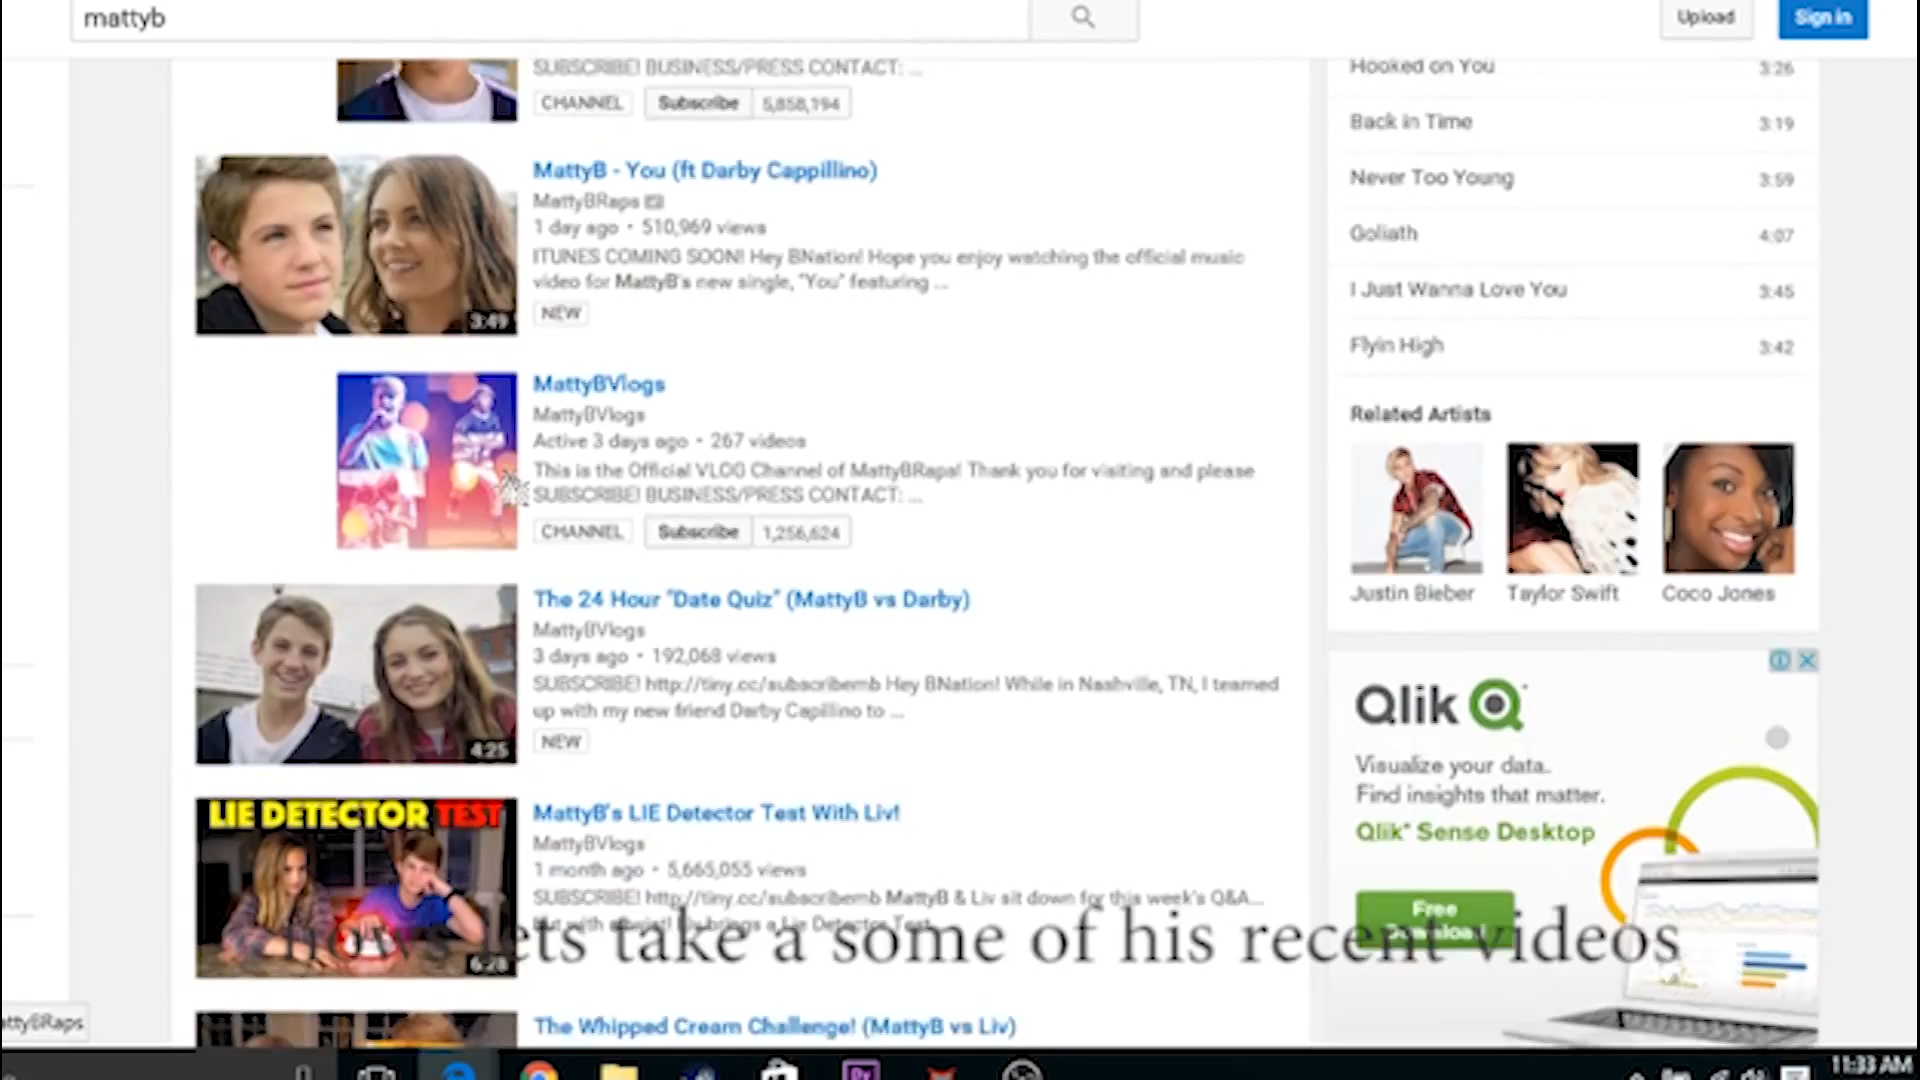 mattyb
Upload
Sign in
SUBSCRIBE! BUSINESS/PRESS CONTACT: ...
CHANNEL Subscribe 5,858,194
MattyB - You (ft Darby Cappillino)
MattyBRaps
1 day ago • 510,969 views
ITUNES COMING SOON! Hey BNation! Hope you enjoy watching the official music
video for MattyB's new single, "You" featuring ...
NEW
3:49
MattyBVlogs
MattyBVlogs
Active 3 days ago • 267 videos
This is the Official VLOG Channel of MattyBRaps! Thank you for visiting and please
SUBSCRIBE! BUSINESS/PRESS CONTACT: ...
CHANNEL Subscribe 1,256,624
The 24 Hour "Date Quiz" (MattyB vs Darby)
MattyBVlogs
3 days ago • 192,068 views
SUBSCRIBE! http://tiny.cc/subscribemb Hey BNation! While in Nashville, TN, I teamed
up with my new friend Darby Capillino to ...
NEW
4:25
LIE DETECTOR TEST
MattyB's LIE Detector Test With Liv!
MattyBVlogs
1 month ago • 5,665,055 views
SUBSCRIBE! http://tiny.cc/subscribemb MattyB & Liv sit down for this week's Q&A...
a Lie Detector Test
6:28
nows lets take a some of his recent videos
The Whipped Cream Challenge! (MattyB vs Liv)
Hooked on You 3:26
Back in Time 3:19
Never Too Young 3:59
Goliath 4:07
I Just Wanna Love You 3:45
Flyin High 3:42
Related Artists
Justin Bieber
Taylor Swift
Coco Jones
Qlik
Visualize your data.
Find insights that matter.
Qlik Sense Desktop
Free
Download
attyBRaps
Pr
11:33 AM